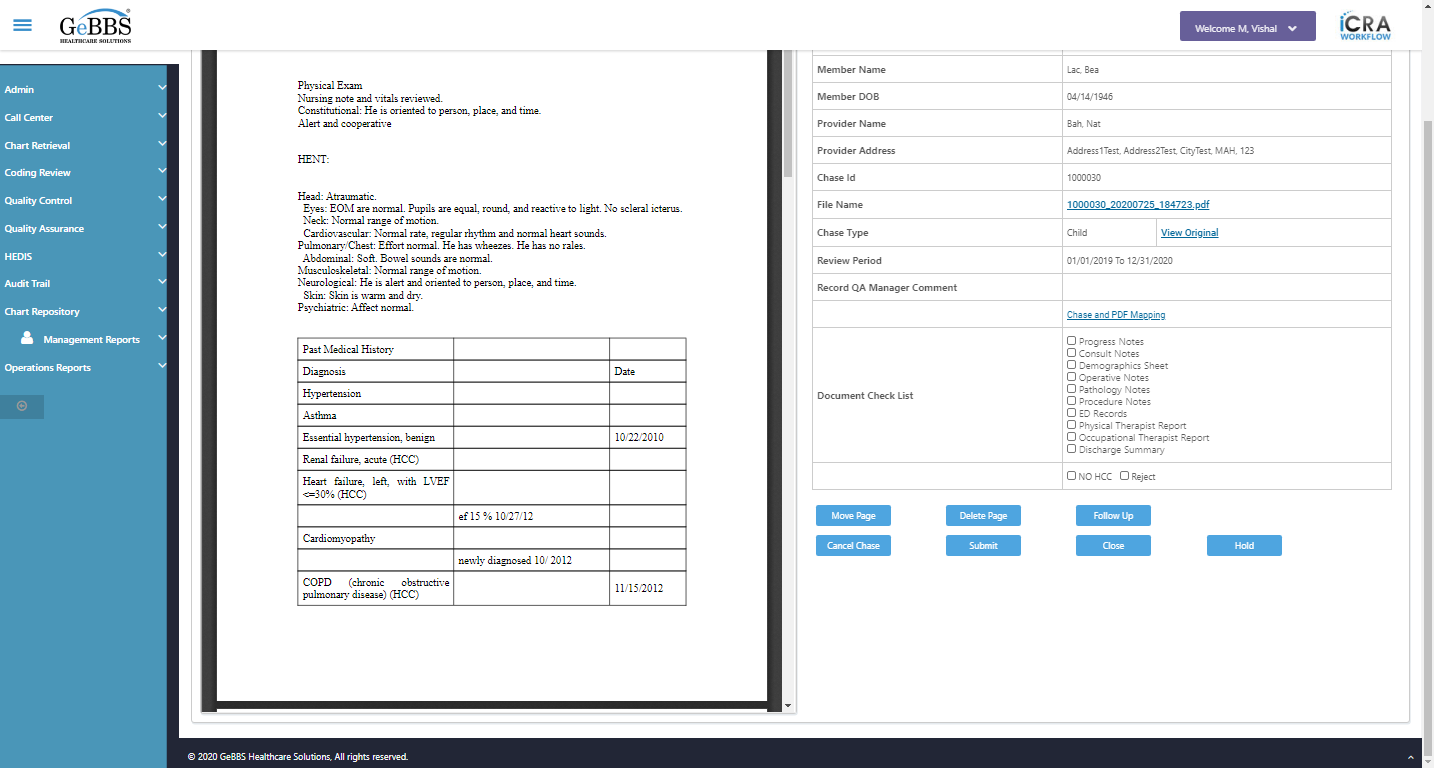 GeBBS®
HEALTHCARE SOLUTIONS
Welcome M, Vishal
iCRA
WORKFLOW
Admin
Call Center
Chart Retrieval
Coding Review
Quality Control
Quality Assurance
HEDIS
Audit Trail
Chart Repository
Management Reports
Operations Reports
Physical Exam
Nursing note and vitals reviewed.
Constitutional: He is oriented to person, place, and time.
Alert and cooperative
HENT:
Head: Atraumatic.
Eyes: EOM are normal. Pupils are equal, round, and reactive to light. No scleral icterus.
Neck: Normal range of motion.
Cardiovascular: Normal rate, regular rhythm and normal heart sounds.
Pulmonary/Chest: Effort normal. He has wheezes. He has no rales.
Abdominal: Soft. Bowel sounds are normal.
Musculoskeletal: Normal range of motion.
Neurological: He is alert and oriented to person, place, and time.
Skin: Skin is warm and dry.
Psychiatric: Affect normal.
Past Medical History
Diagnosis Date
Hypertension
Asthma
Essential hypertension, benign 10/22/2010
Renal failure, acute (HCC)
Heart failure, left, with LVEF
<=30% (HCC)
ef 15 % 10/27/12
Cardiomyopathy
newly diagnosed 10/ 2012
COPD (chronic obstructive
pulmonary disease) (HCC) 11/15/2012
Member Name Lac, Bea
Member DOB 04/14/1946
Provider Name Bah, Nat
Provider Address Address1Test, Address2Test, CityTest, MAH, 123
Chase Id 1000030
File Name 1000030_20200725_184723.pdf
Chase Type Child View Original
Review Period 01/01/2019 To 12/31/2020
Record QA Manager Comment
Chase and PDF Mapping
Document Check List
Progress Notes
Consult Notes
Demographics Sheet
Operative Notes
Pathology Notes
Procedure Notes
ED Records
Physical Therapist Report
Occupational Therapist Report
Discharge Summary
NO HCC Reject
Move Page Delete Page Follow Up
Cancel Chase Submit Close Hold
© 2020 GeBBS Healthcare Solutions, All rights reserved.